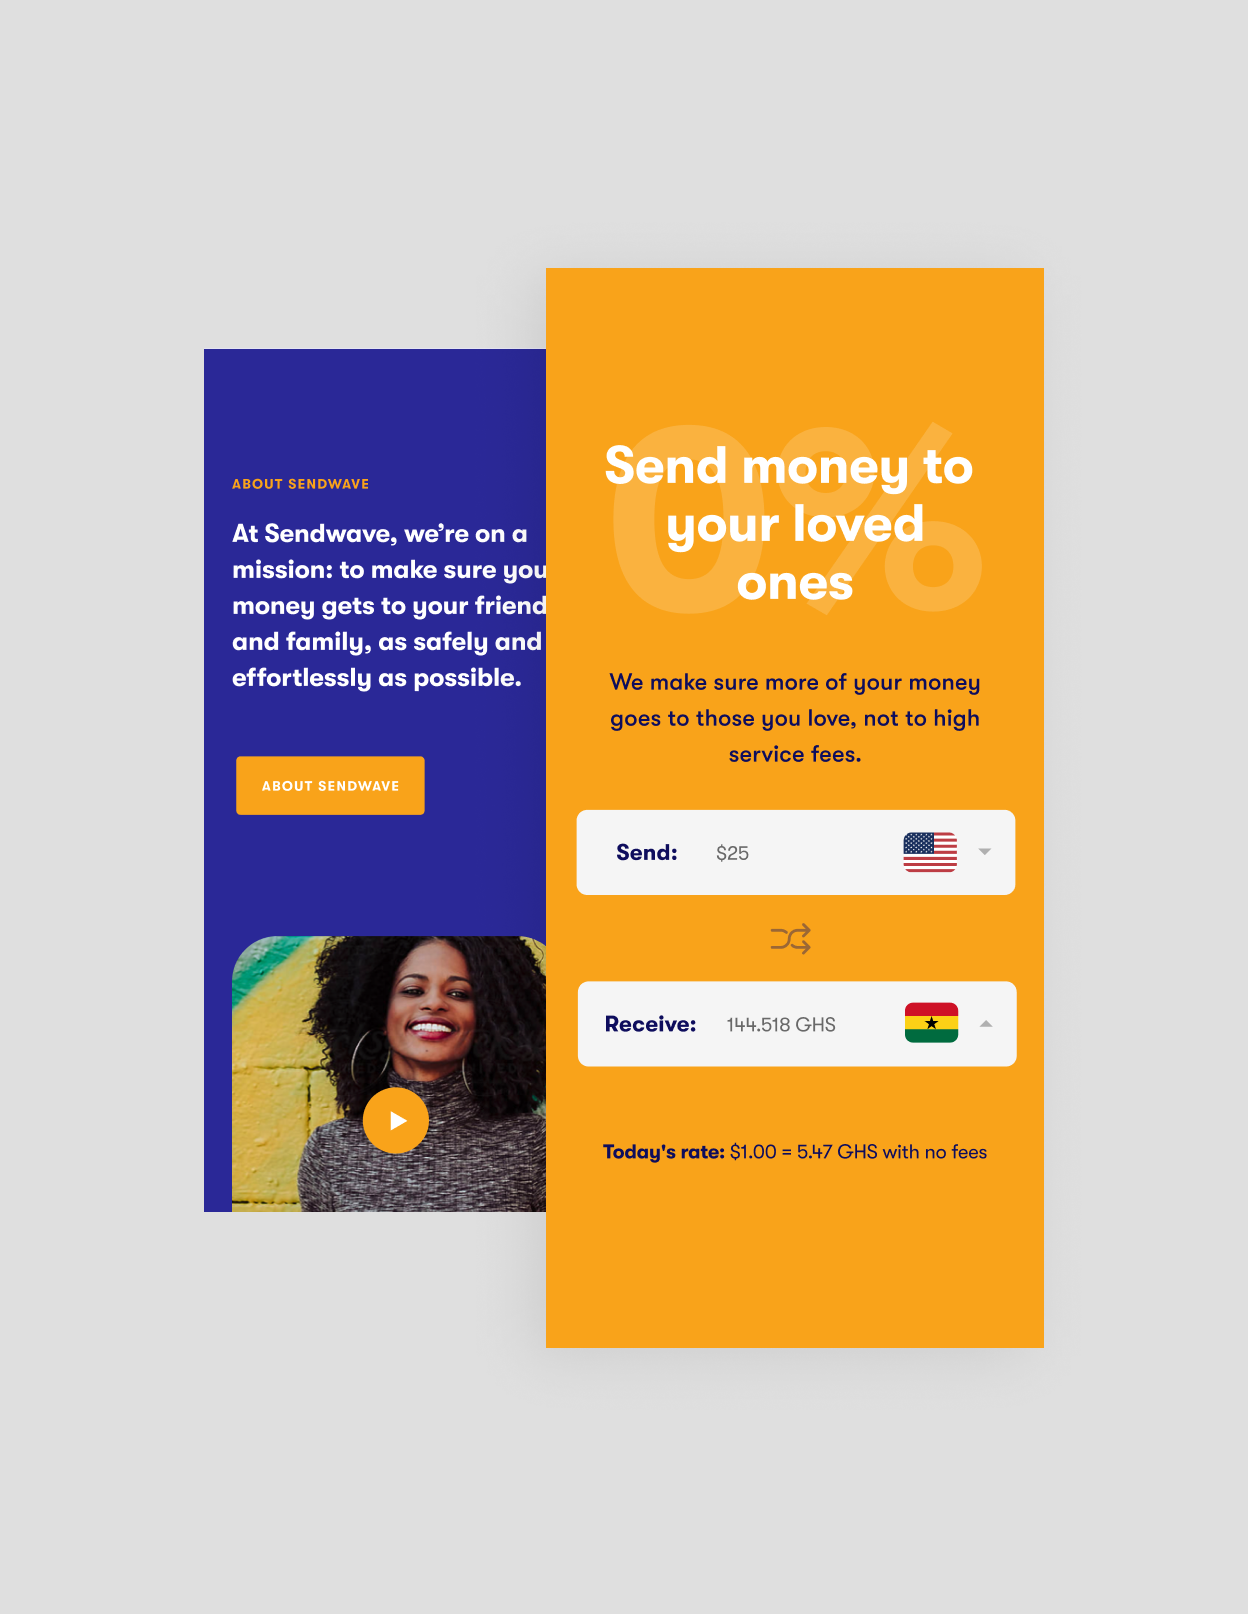 ABOUT SENDWAVE
At Sendwave, we’re on a
mission: to make sure you
money gets to your friend
and family, as safely and
effortlessly as possible.
ABOUT SENDWAVE
0%
Send money to
your loved
ones
We make sure more of your money
goes to those you love, not to high
service fees.
Send: $25
Receive: 144.518 GHS
Today's rate: $1.00 = 5.47 GHS with no fees